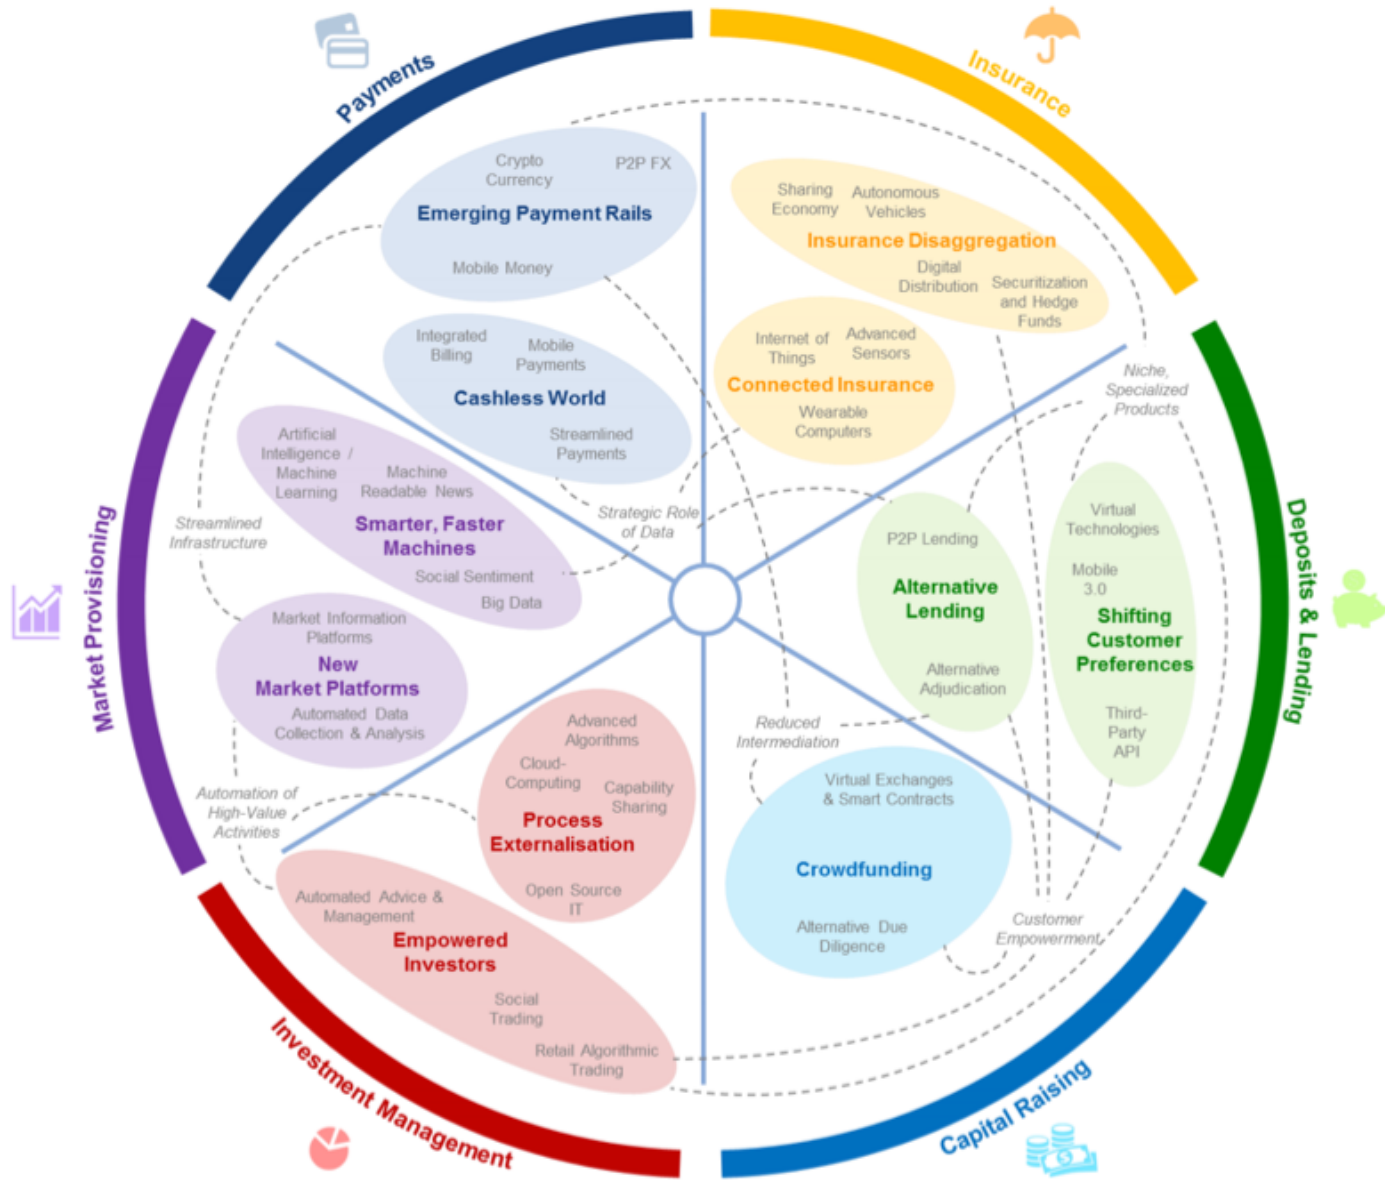 Payments
Crypto
Currency
P2P FX
Emerging Payment Rails
Mobile Money
Integrated
Billing
Mobile
Payments
Cashless World
Streamlined
Payments
Insurance
Sharing
Economy
Autonomous
Vehicles
Insurance Disaggregation
Digital
Distribution
Securitization
and Hedge
Funds
Internet of
Things
Advanced
Sensors
Connected Insurance
Wearable
Computers
Niche,
Specialized
Products
Deposits & Lending
P2P Lending
Alternative
Lending
Alternative
Adjudication
Virtual
Technologies
Mobile
3.0
Shifting
Customer
Preferences
Third-
Party
API
Strategic Role
of Data
Market Provisioning
Artificial
Intelligence /
Machine
Learning
Machine
Readable News
Smarter, Faster
Machines
Social Sentiment
Big Data
Streamlined
Infrastructure
Market Information
Platforms
New
Market Platforms
Automated Data
Collection & Analysis
Automation of
High-Value
Activities
Investment Management
Advanced
Algorithms
Cloud-
Computing
Capability
Sharing
Process
Externalisation
Open Source
IT
Automated Advice &
Management
Empowered
Investors
Social
Trading
Retail Algorithmic
Trading
Capital Raising
Reduced
Intermediation
Virtual Exchanges
& Smart Contracts
Crowdfunding
Alternative Due
Diligence
Customer
Empowerment